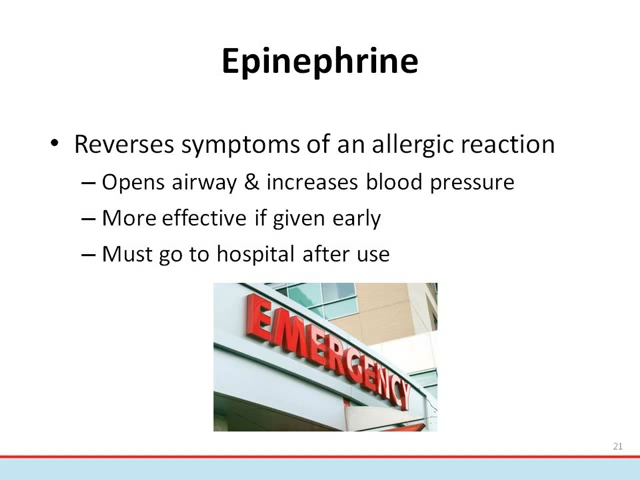 Epinephrine
• Reverses symptoms of an allergic reaction
– Opens airway & increases blood pressure
– More effective if given early
– Must go to hospital after use
EMERGENCY
21